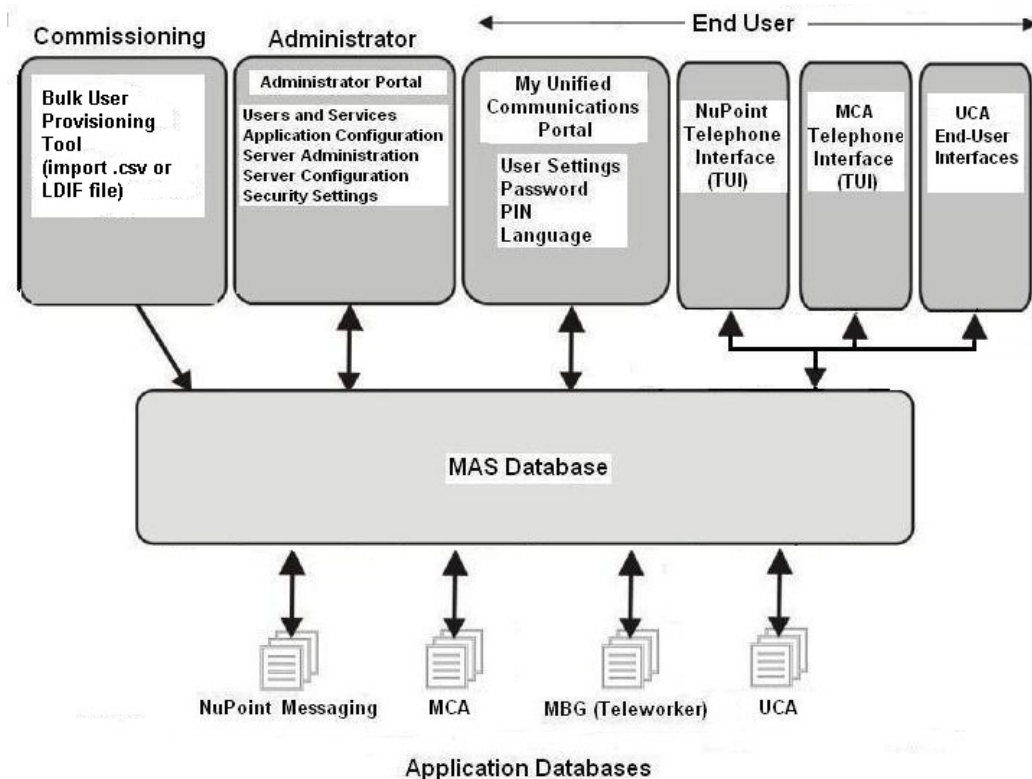 Commissioning
Administrator
End User
Bulk User
Provisioning
Tool
(import .csv or
LDIF file)
Administrator Portal
Users and Services
Application Configuration
Server Administration
Server Configuration
Security Settings
My Unified
Communications
Portal
User Settings
Password
PIN
Language
NuPoint
Telephone
Interface
(TUI)
MCA
Telephone
Interface
(TUI)
UCA
End-User
Interfaces
MAS Database
NuPoint Messaging
MCA
MBG (Teleworker)
UCA
Application Databases